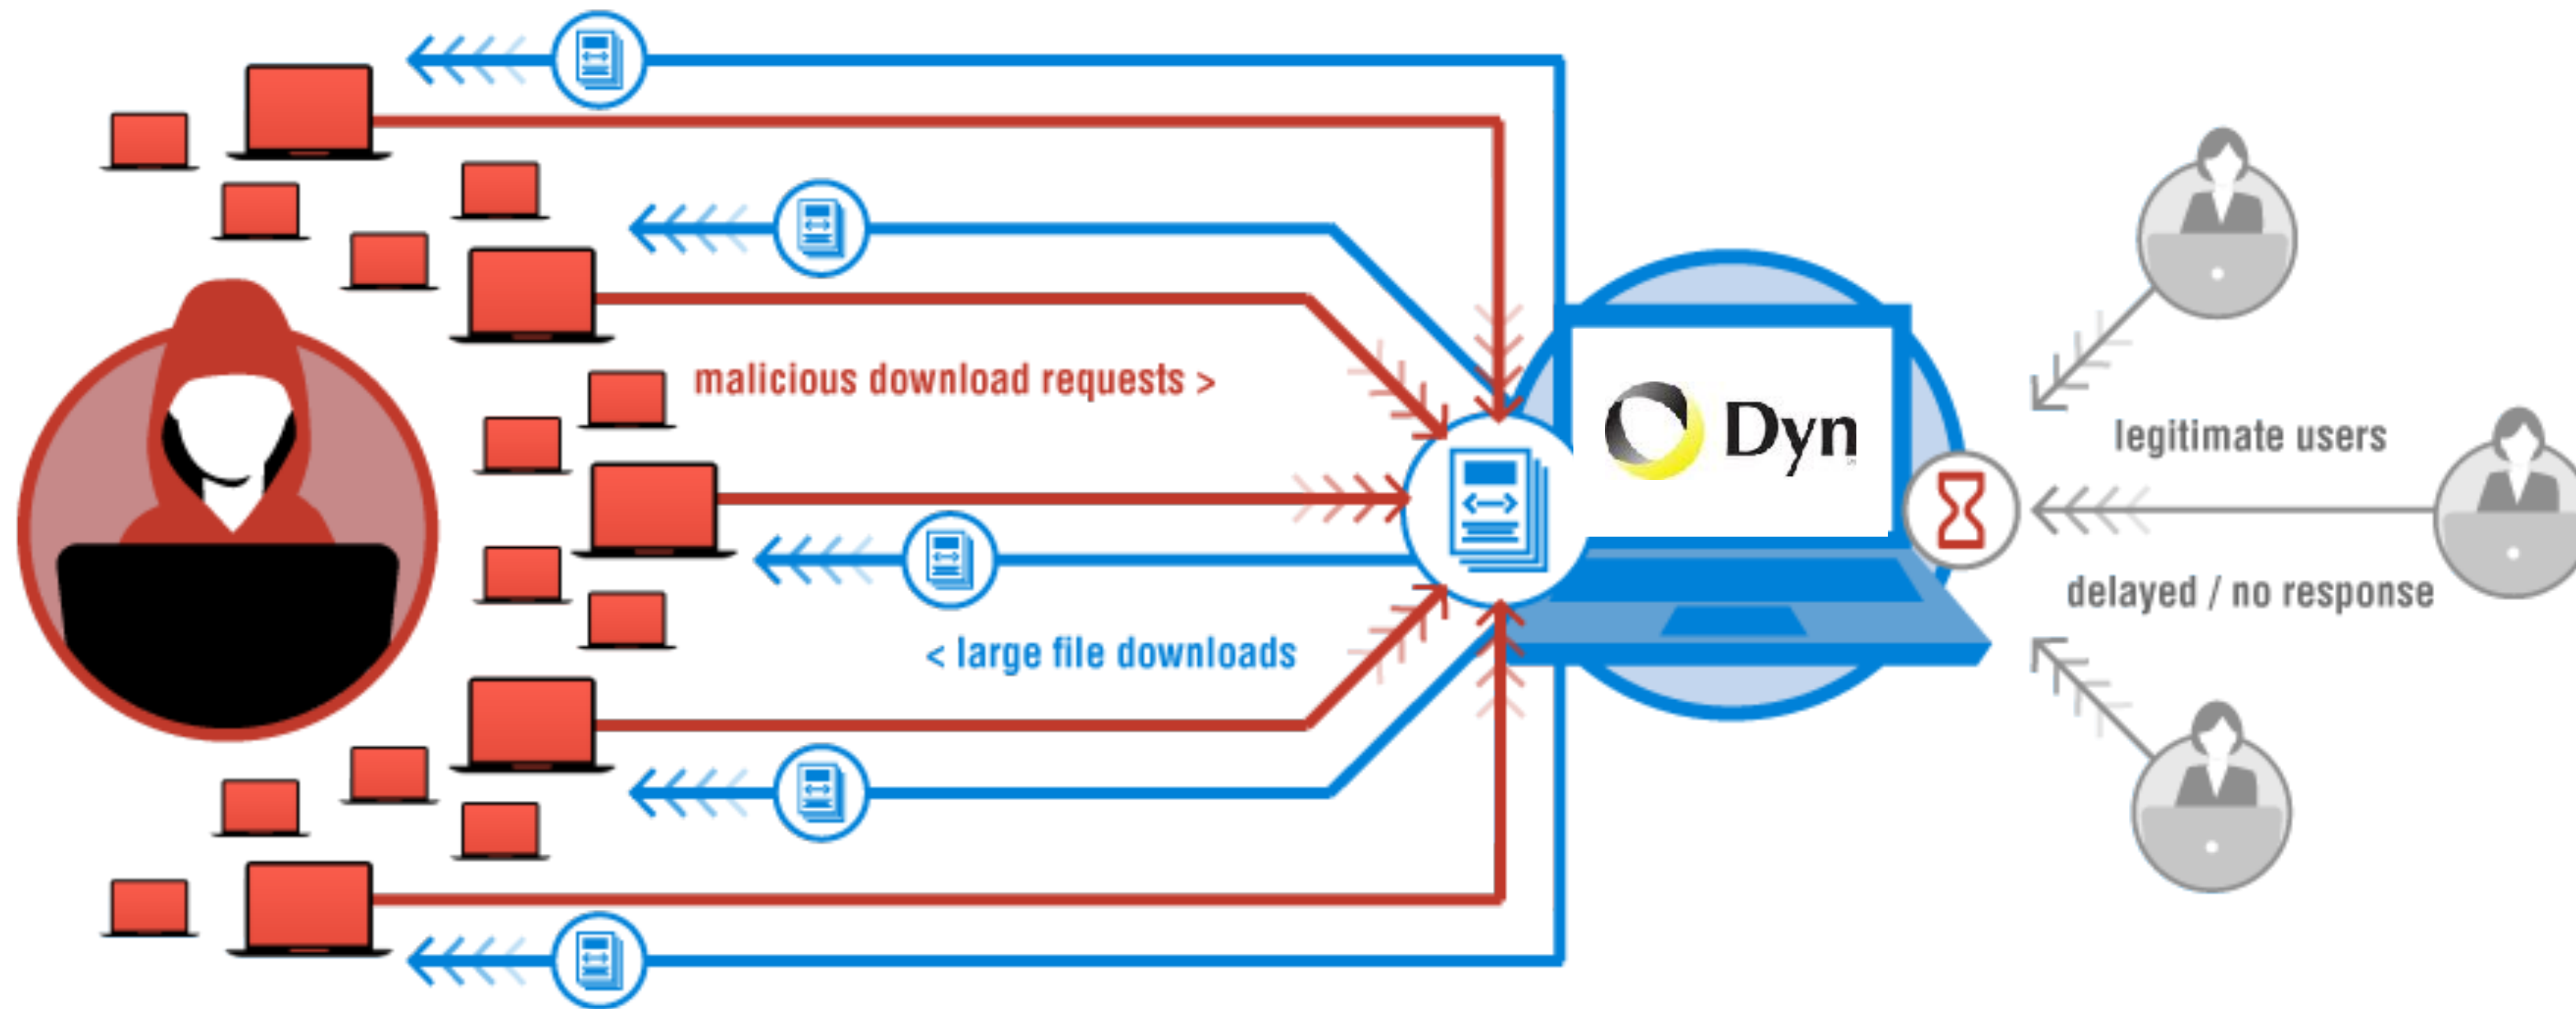 malicious download requests >
Dyn
legitimate users
delayed / no response
< large file downloads